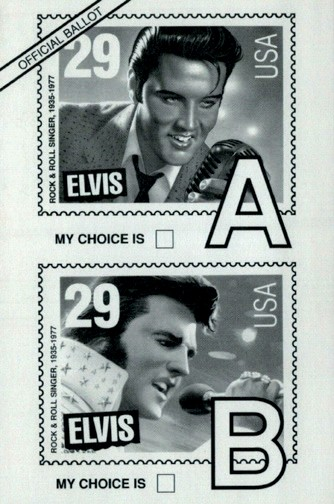 OFFICIAL BALLOT
29
USA
ROCK & ROLL SINGER, 1935-1977
ELVIS
A
MY CHOICE IS
29
USA
ROCK & ROLL SINGER, 1935-1977
ELVIS
B
MY CHOICE IS